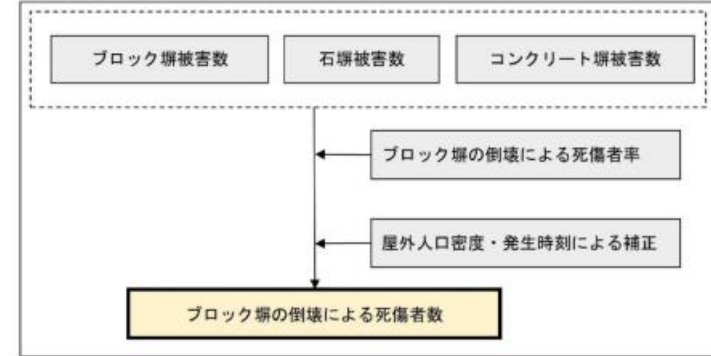 ブロック塀被害数
石塀被害数
コンクリート塀被害数
ブロック塀の倒壊による死傷者率
屋外人口密度・発生時刻による補正
ブロック塀の倒壊による死傷者数